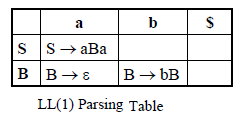 a b $
S S → aBa
B B → ε B → bB
LL(1) Parsing Table